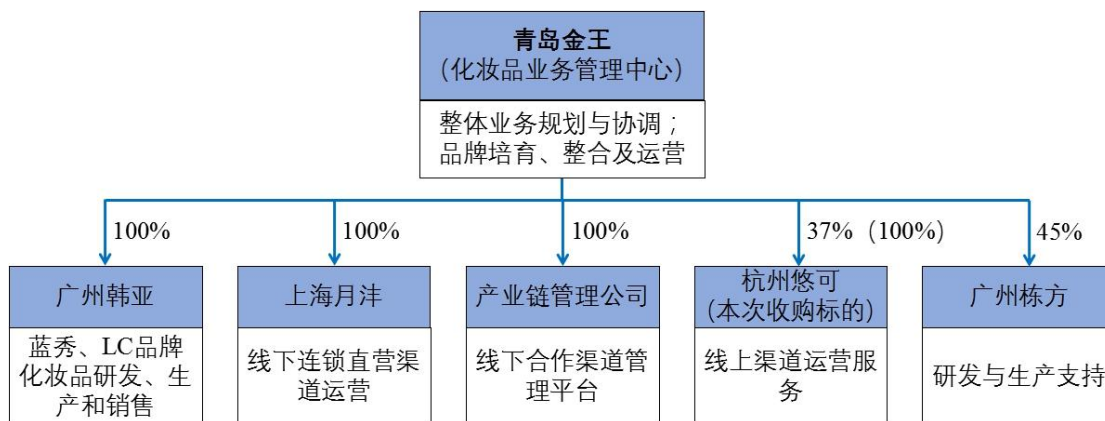 青岛金王
（化妆品业务管理中心）
整体业务规划与协调；
品牌培育、整合及运营
100%
100%
100%
37%（100%）
45%
广州韩亚
蓝秀、LC品牌
化妆品研发、生
产和销售
上海月沣
线下连锁直营渠
道运营
产业链管理公司
线下合作渠道管
理平台
杭州悠可
（本次收购标的）
线上渠道运营服
务
广州栋方
研发与生产支持